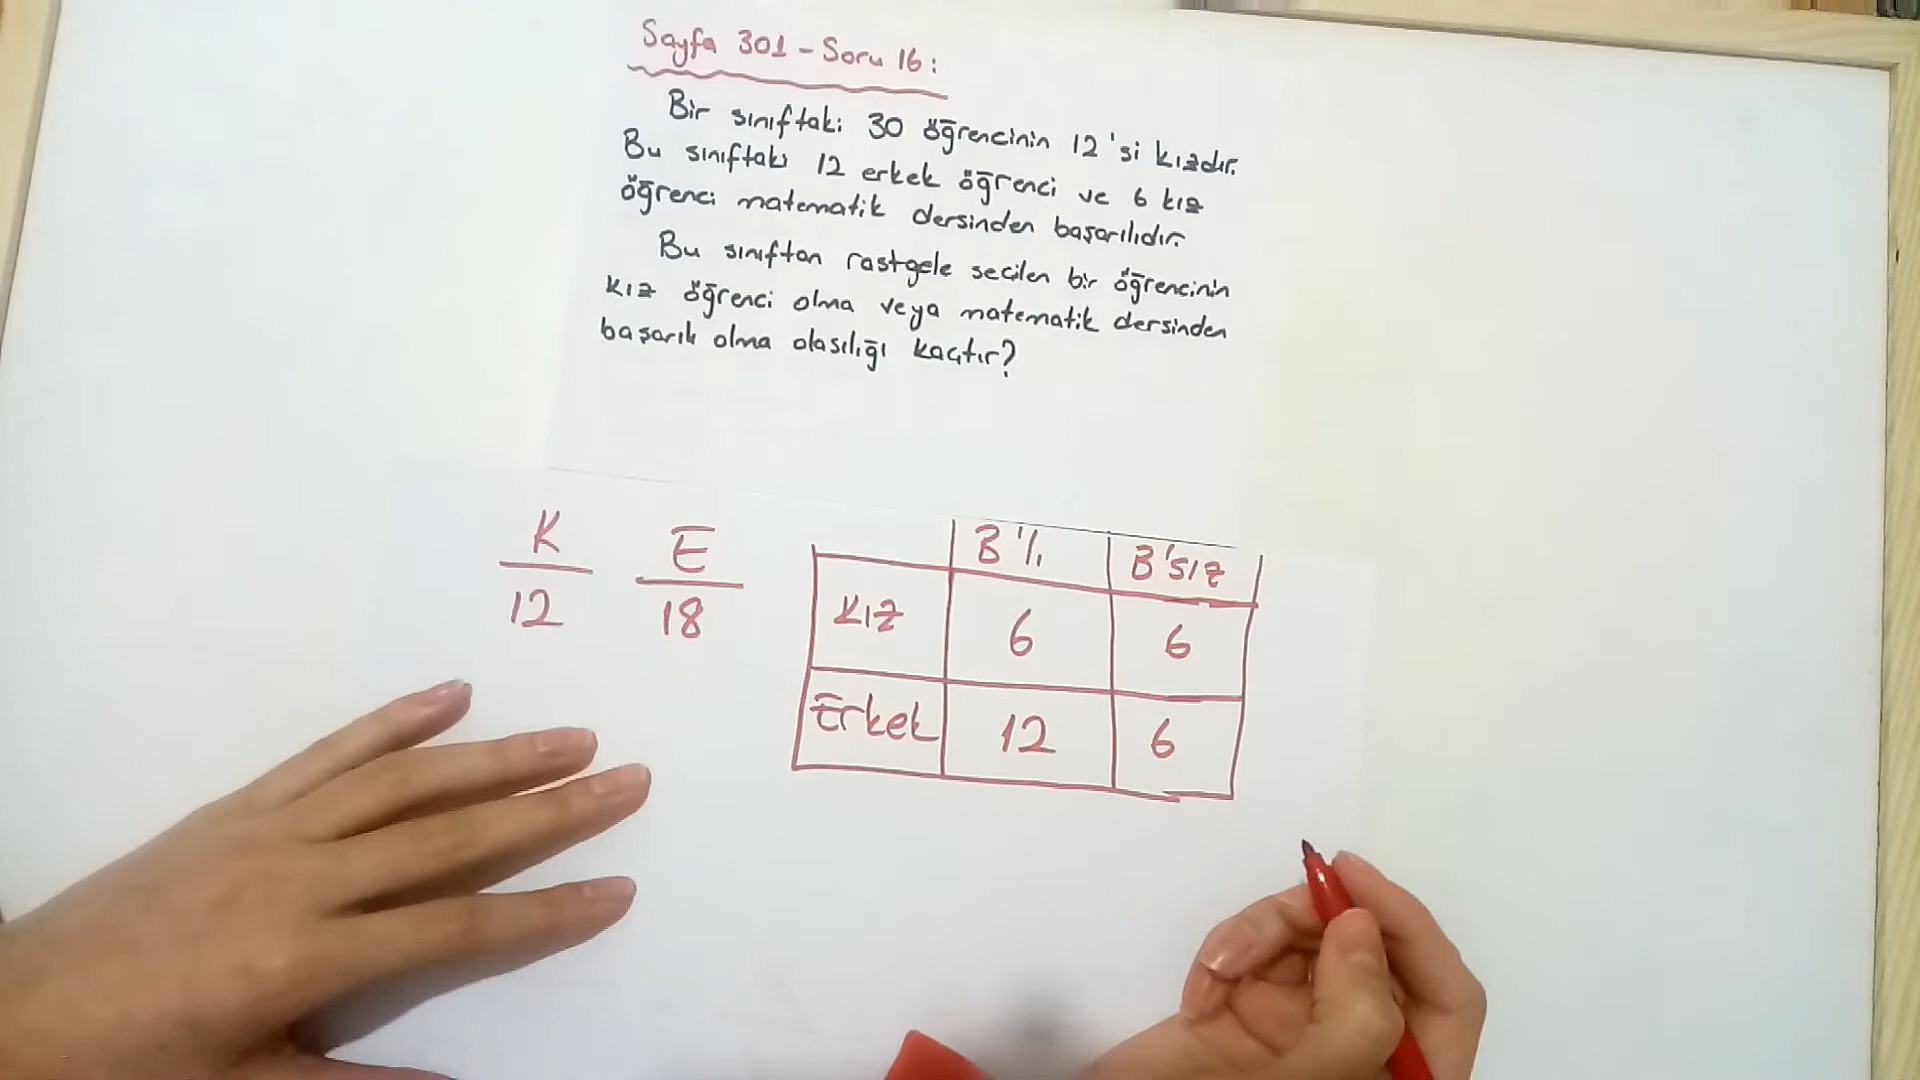 Sayfa 301 - Soru 16:
Bir sınıftaki 30 öğrencinin 12'si kızdır.
Bu sınıftaki 12 erkek öğrenci ve 6 kız
öğrenci matematik dersinden başarılıdır.
Bu sınıftan rastgele seçilen bir öğrencinin
kız öğrenci olma veya matematik dersinden
başarılı olma olasılığı kaçtır?
K E
12 18
B'lı B'sız
Kız 6 6
Erkek 12 6